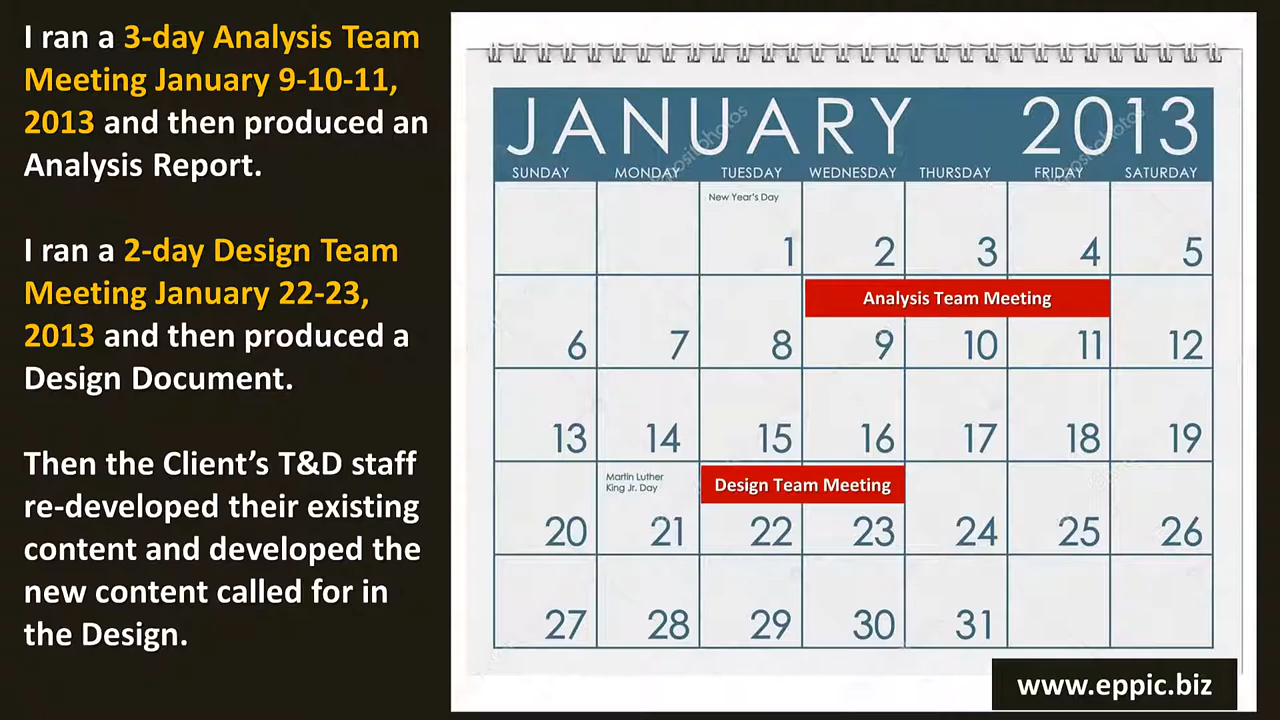 I ran a 3-day Analysis Team
Meeting January 9-10-11,
2013 and then produced an
Analysis Report.
I ran a 2-day Design Team
Meeting January 22-23,
2013 and then produced a
Design Document.
Then the Client's T&D staff
re-developed their existing
content and developed the
new content called for in
the Design.
JANUARY 2013
SUNDAY MONDAY TUESDAY WEDNESDAY THURSDAY FRIDAY SATURDAY
New Year's Day
1 2 3 4 5
Analysis Team Meeting
6 7 8 9 10 11 12
13 14 15 16 17 18 19
Martin Luther
King Jr. Day
Design Team Meeting
20 21 22 23 24 25 26
27 28 29 30 31
www.eppic.biz